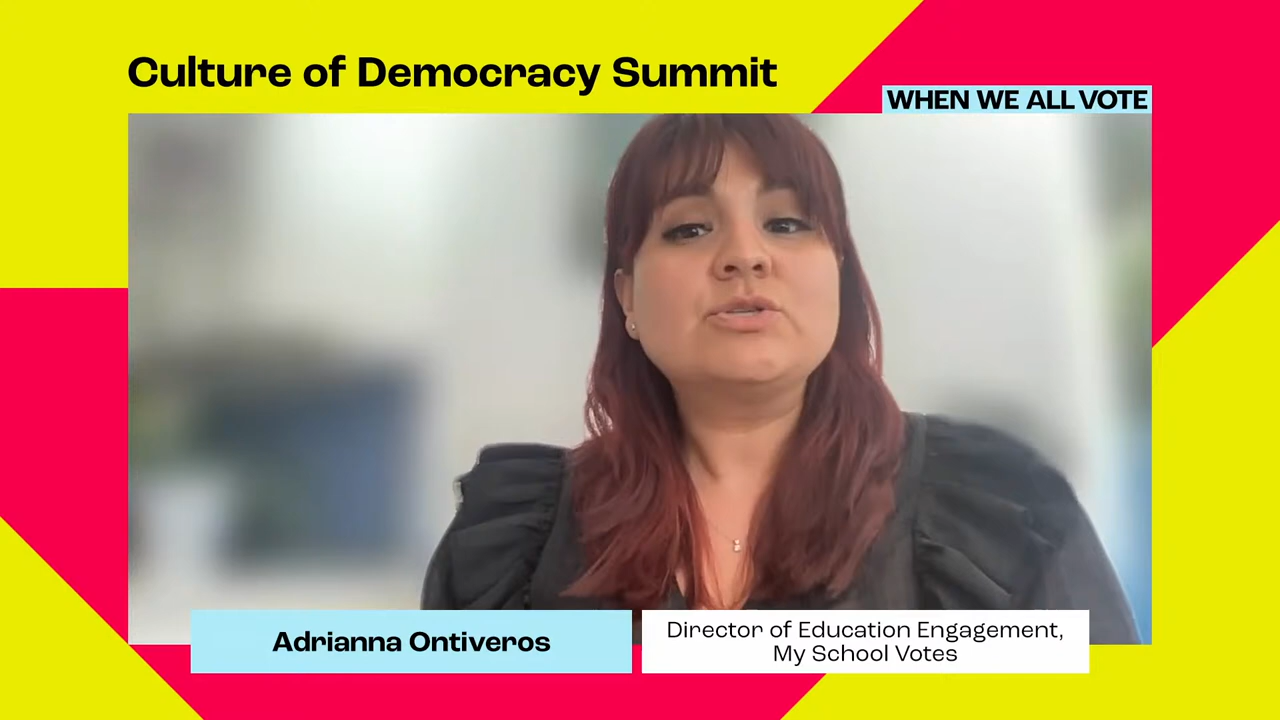 Culture of Democracy Summit
WHEN WE ALL VOTE
Adrianna Ontiveros
Director of Education Engagement,
My School Votes